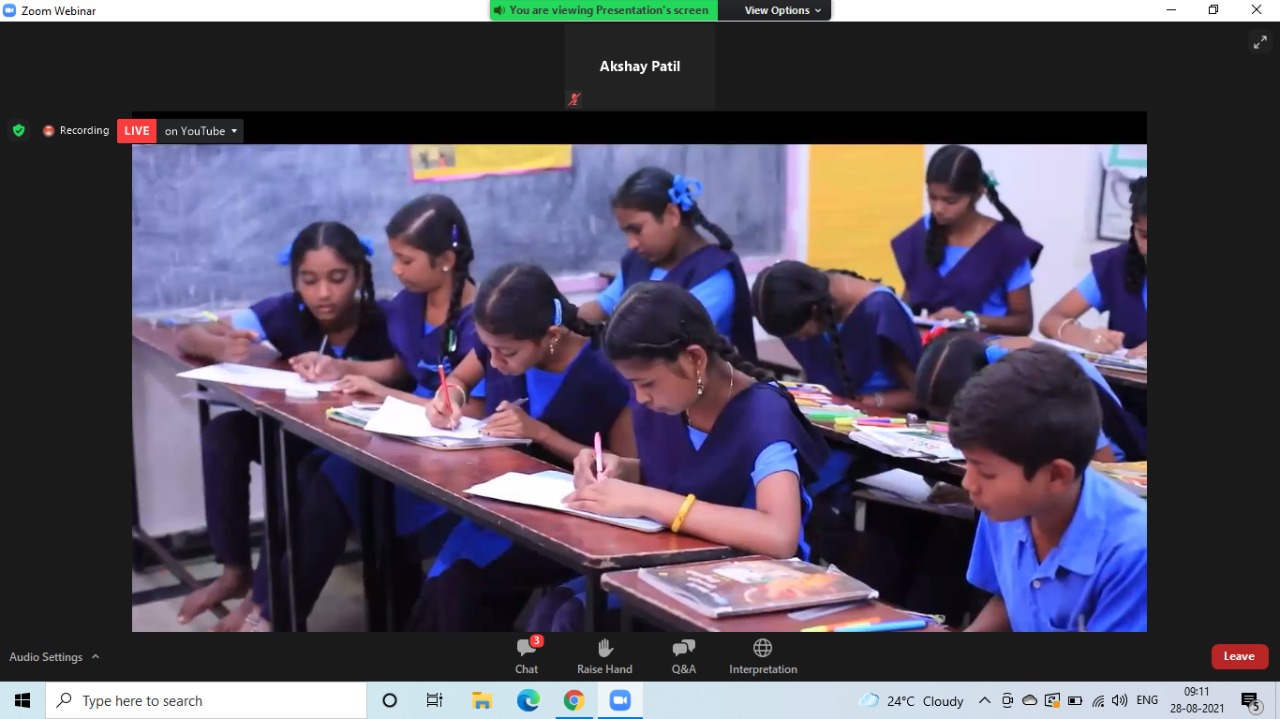 Zoom Webinar
You are viewing Presentation's screen
View Options
Akshay Patil
Recording
LIVE
on YouTube
Audio Settings
3
Chat
Raise Hand
Q&A
Interpretation
Leave
Type here to search
24°C Cloudy
ENG
09:11
28-08-2021
5